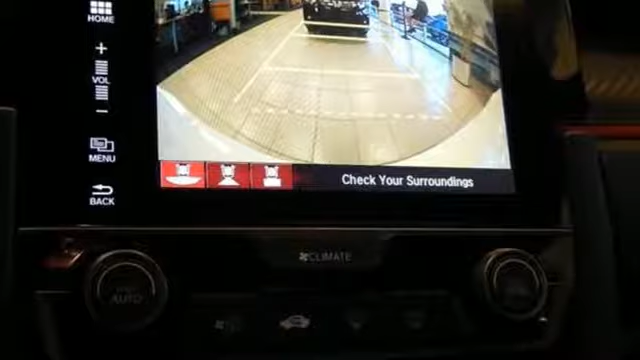 HOME
+
VOL
−
MENU
BACK
Check Your Surroundings
CLIMATE
AUTO